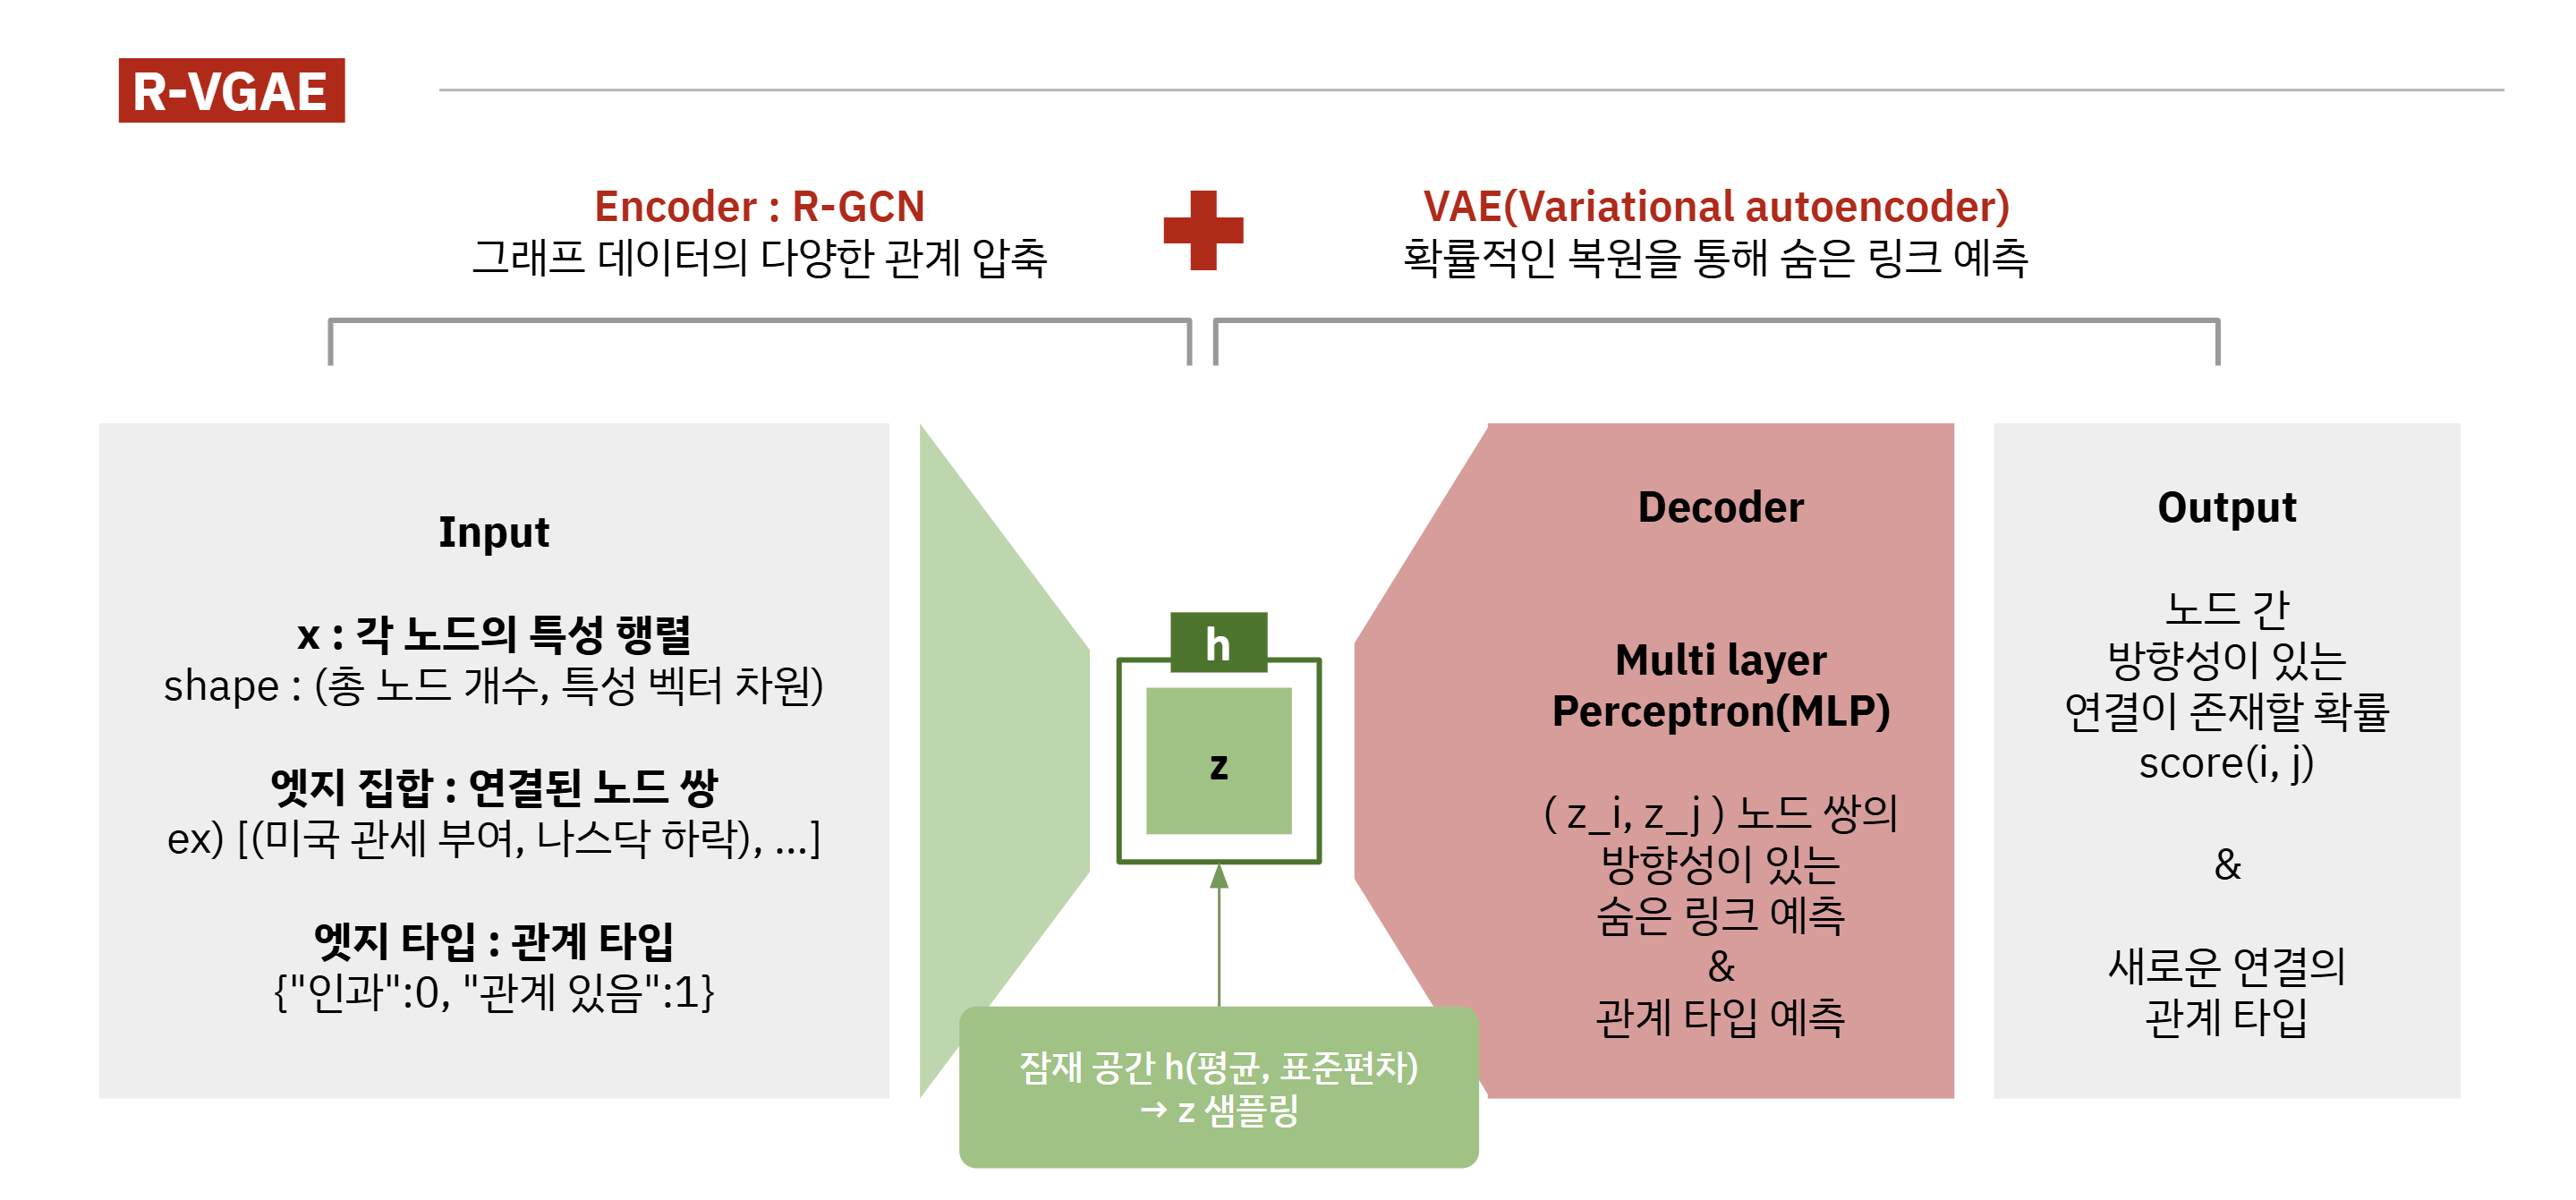 R-VGAE
Encoder : R-GCN
그래프 데이터의 다양한 관계 압축
VAE(Variational autoencoder)
확률적인 복원을 통해 숨은 링크 예측
Input
x : 각 노드의 특성 행렬
shape : (총 노드 개수, 특성 벡터 차원)
엣지 집합 : 연결된 노드 쌍
ex) [(미국 관세 부여, 나스닥 하락), ...]
엣지 타입 : 관계 타입
{"인과":0, "관계 있음":1}
h
z
잠재 공간 h(평균, 표준편차)
→ z 샘플링
Decoder
Multi layer
Perceptron(MLP)
( z_i, z_j ) 노드 쌍의
방향성이 있는
숨은 링크 예측
&
관계 타입 예측
Output
노드 간
방향성이 있는
연결이 존재할 확률
score(i, j)
&
새로운 연결의
관계 타입